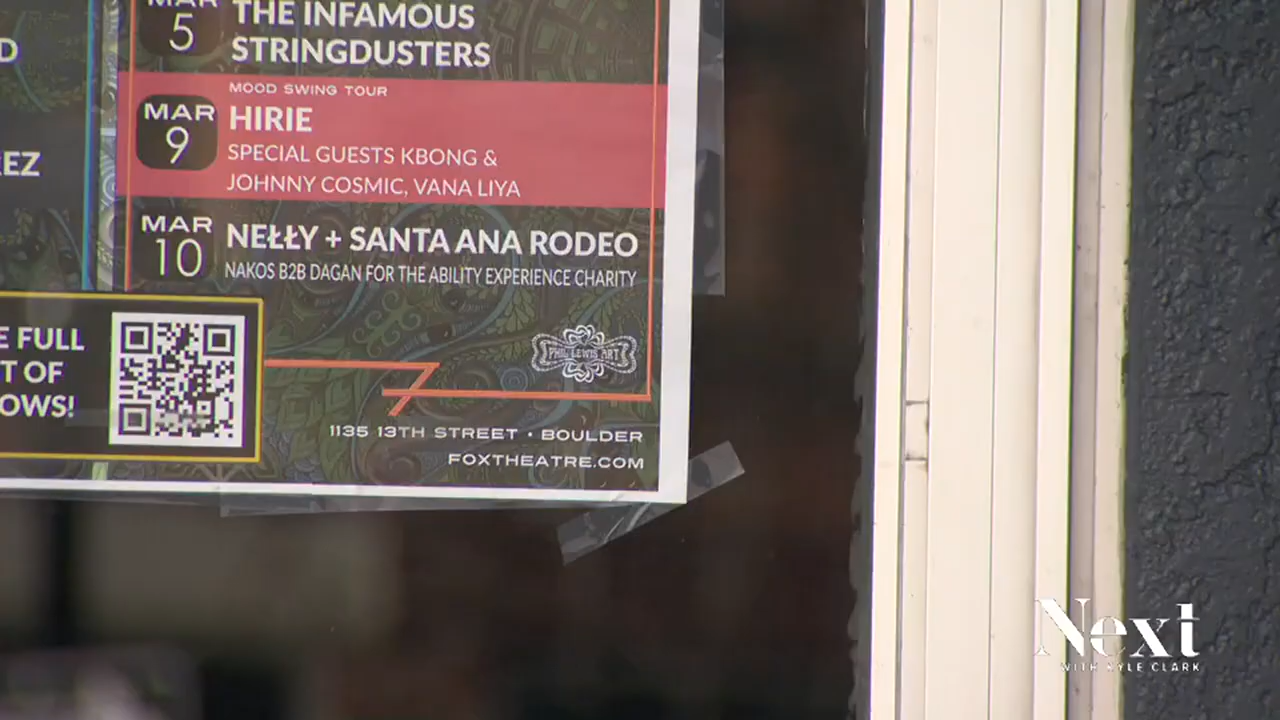 MAR
5
THE INFAMOUS
STRINGDUSTERS
D
MOOD SWING TOUR
MAR
9
HIRIE
SPECIAL GUESTS KBONG &
JOHNNY COSMIC, VANA LIYA
EZ
MAR
10
NEŁŁY + SANTA ANA RODEO
NAKOS B2B DAGAN FOR THE ABILITY EXPERIENCE CHARITY
E FULL
T OF
OWS!
PHIL LEWIS ART
1135 13TH STREET • BOULDER
FOXTHEATRE.COM
Next
WITH KYLE CLARK